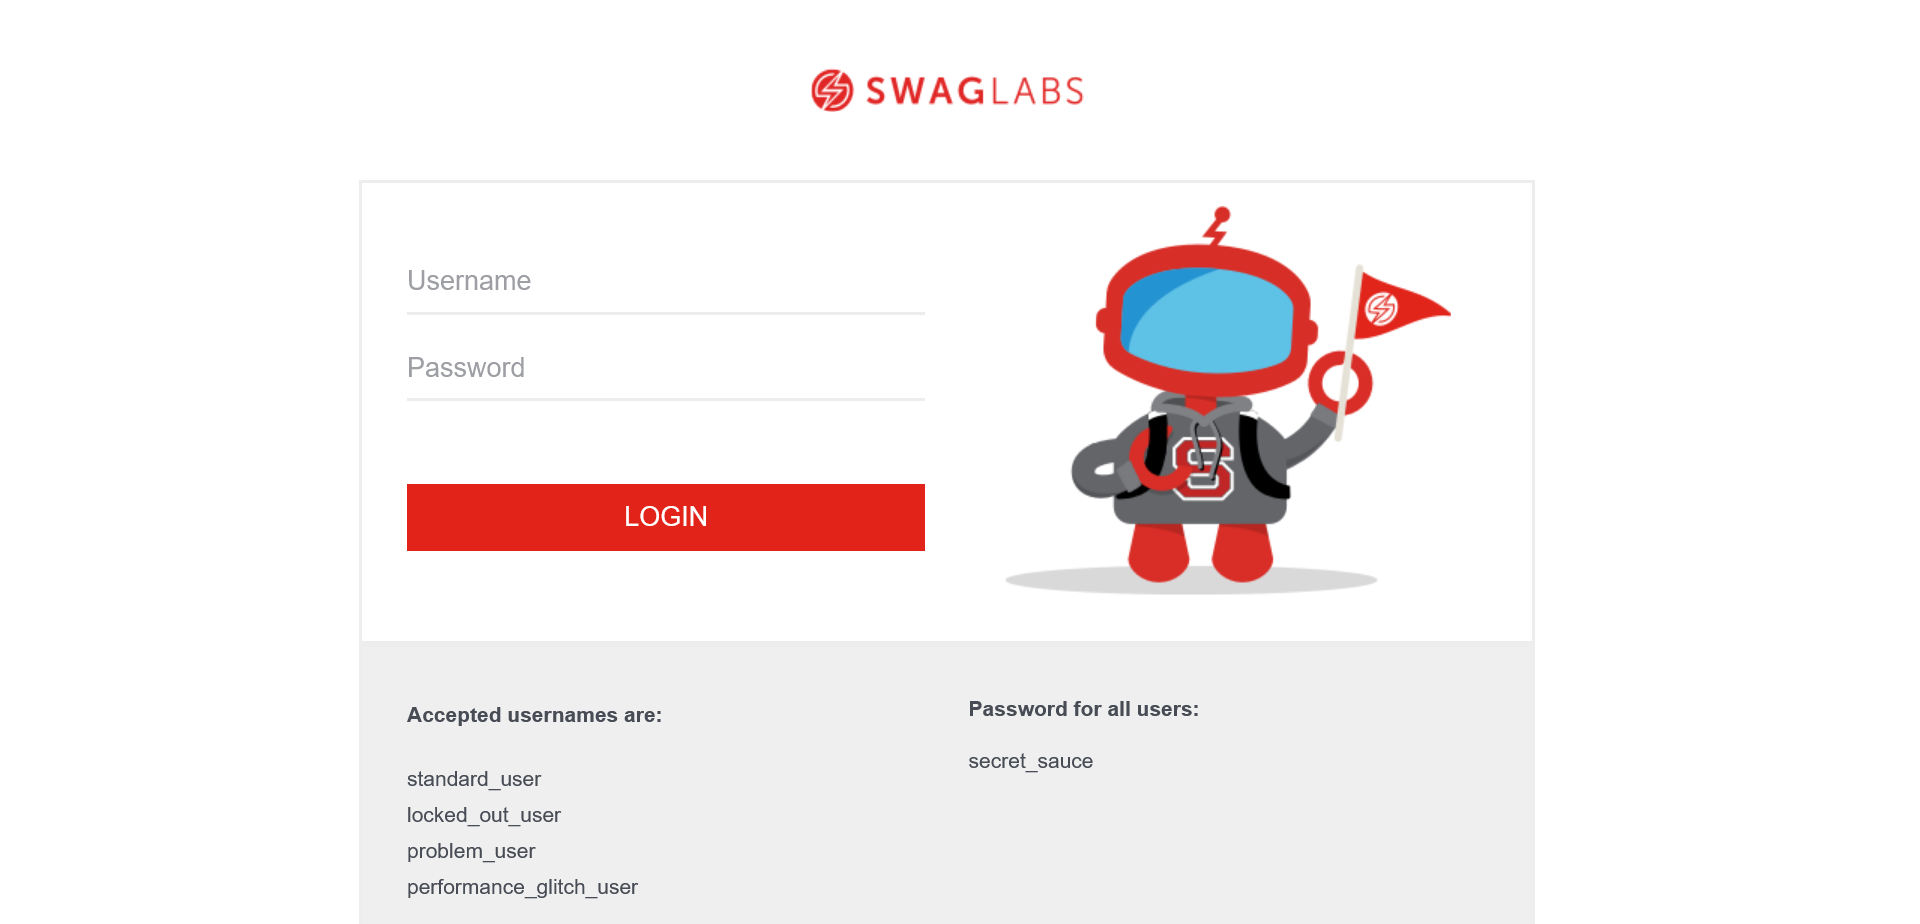 SWAGLABS
Username
Password
LOGIN
S
Accepted usernames are:
standard_user
locked_out_user
problem_user
performance_glitch_user
Password for all users:
secret_sauce